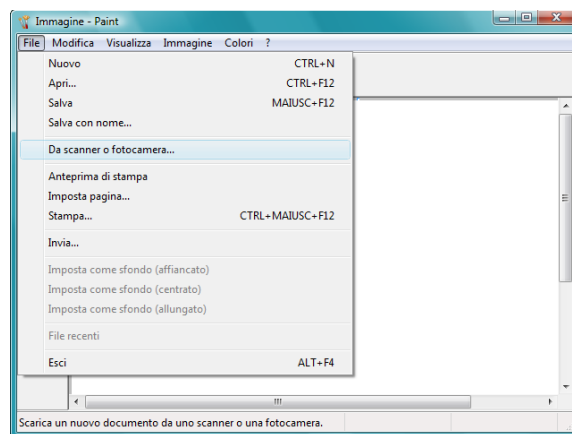 Immagine - Paint
File Modifica Visualizza Immagine Colori ?
Nuovo CTRL+N
Apri... CTRL+F12
Salva MAIUSC+F12
Salva con nome...
Da scanner o fotocamera...
Anteprima di stampa
Imposta pagina...
Stampa... CTRL+MAIUSC+F12
Invia...
Imposta come sfondo (affiancato)
Imposta come sfondo (centrato)
Imposta come sfondo (allungato)
File recenti
Esci ALT+F4
Scarica un nuovo documento da uno scanner o una fotocamera.